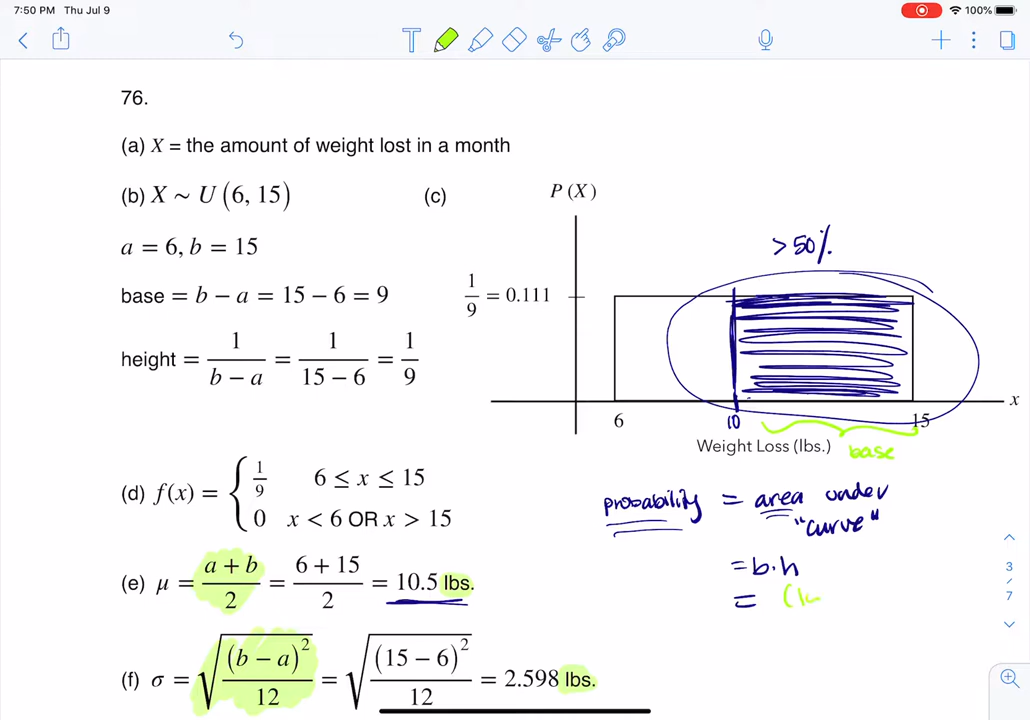 7:50 PM Thu Jul 9
100%
76.
(a) X = the amount of weight lost in a month
(b) X ~ U (6, 15)
(c)
P (X)
a = 6, b = 15
> 50%
base = b − a = 15 − 6 = 9
1/9 = 0.111
height = 1/(b − a) = 1/(15 − 6) = 1/9
x
6
10
15
Weight Loss (lbs.)
base
(d) f(x) = { 1/9 6 ≤ x ≤ 15
0 x < 6 OR x > 15
probability = area under
"curve"
= b·h
=
(e) μ = (a + b)/2 = (6 + 15)/2 = 10.5 lbs.
(f) σ = √((b − a)²/12) = √((15 − 6)²/12) = 2.598 lbs.
3
/
7